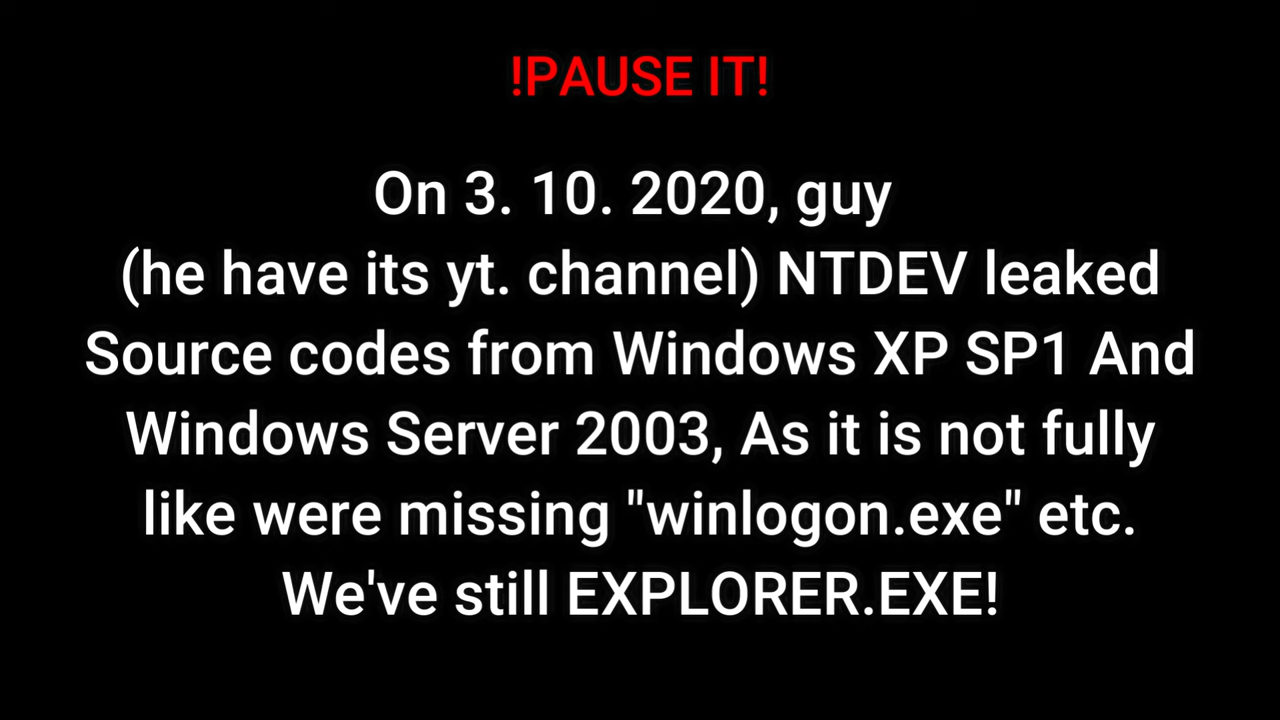 !PAUSE IT!
On 3. 10. 2020, guy
(he have its yt. channel) NTDEV leaked
Source codes from Windows XP SP1 And
Windows Server 2003, As it is not fully
like were missing "winlogon.exe" etc.
We've still EXPLORER.EXE!